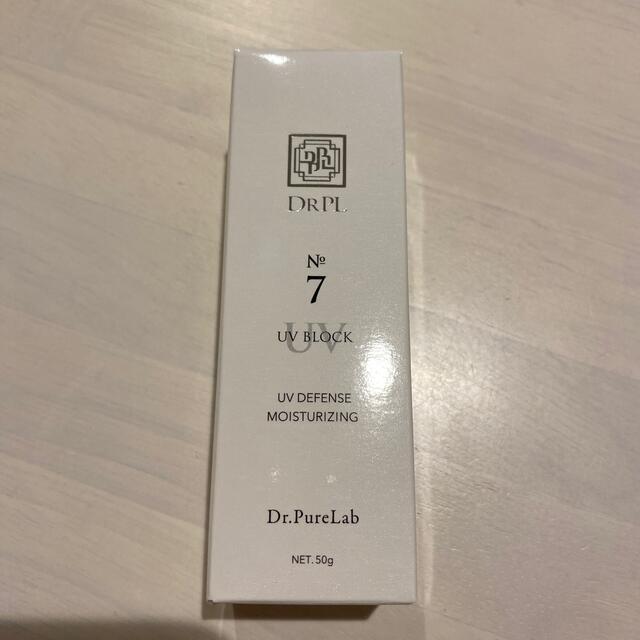 DRPL
№
7
UV
UV BLOCK
UV DEFENSE
MOISTURIZING
Dr.PureLab
NET. 50g